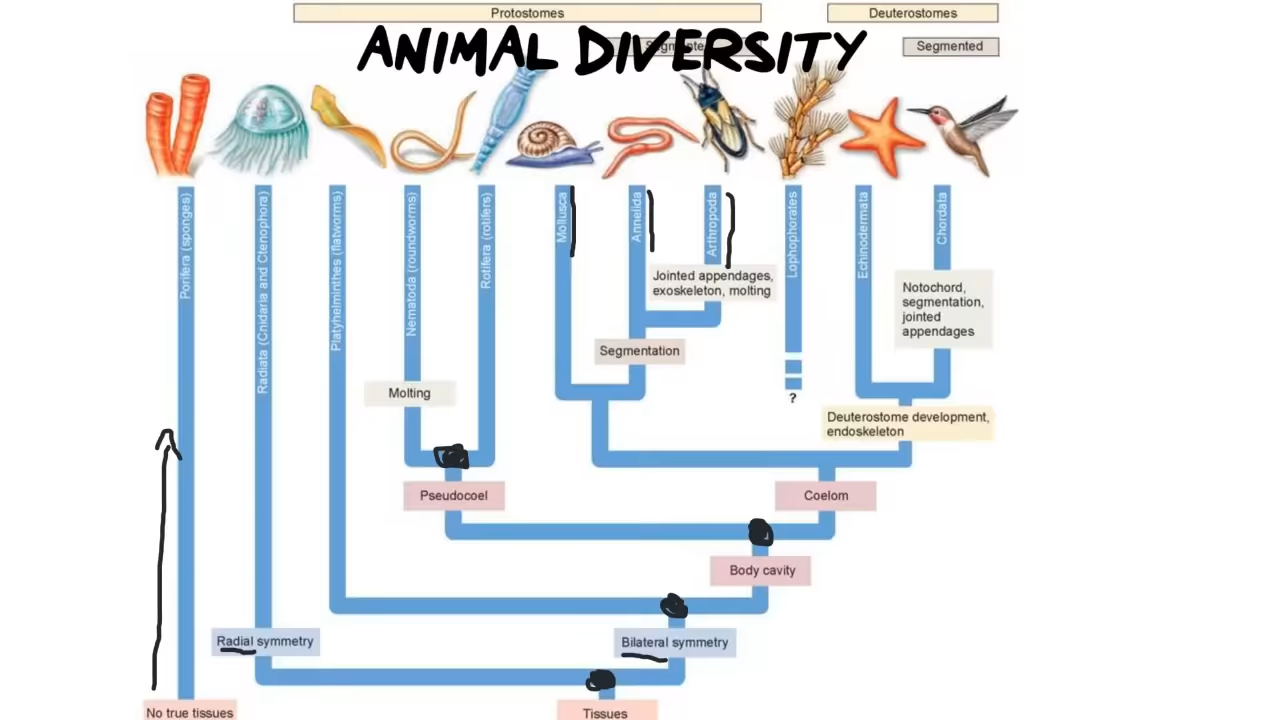 Protostomes
Deuterostomes
ANIMAL DIVERSITY
Segmented
Porifera (sponges)
Radiata (Cnidaria and Ctenophora)
Platyhelminthes (flatworms)
Nematoda (roundworms)
Rotifera (rotifers)
Mollusca
Annelida
Arthropoda
Lophophorates
Echinodermata
Chordata
Jointed appendages,
exoskeleton, molting
Notochord,
segmentation,
jointed
appendages
Segmentation
Molting
?
Deuterostome development,
endoskeleton
Pseudocoel
Coelom
Body cavity
Radial symmetry
Bilateral symmetry
No true tissues
Tissues